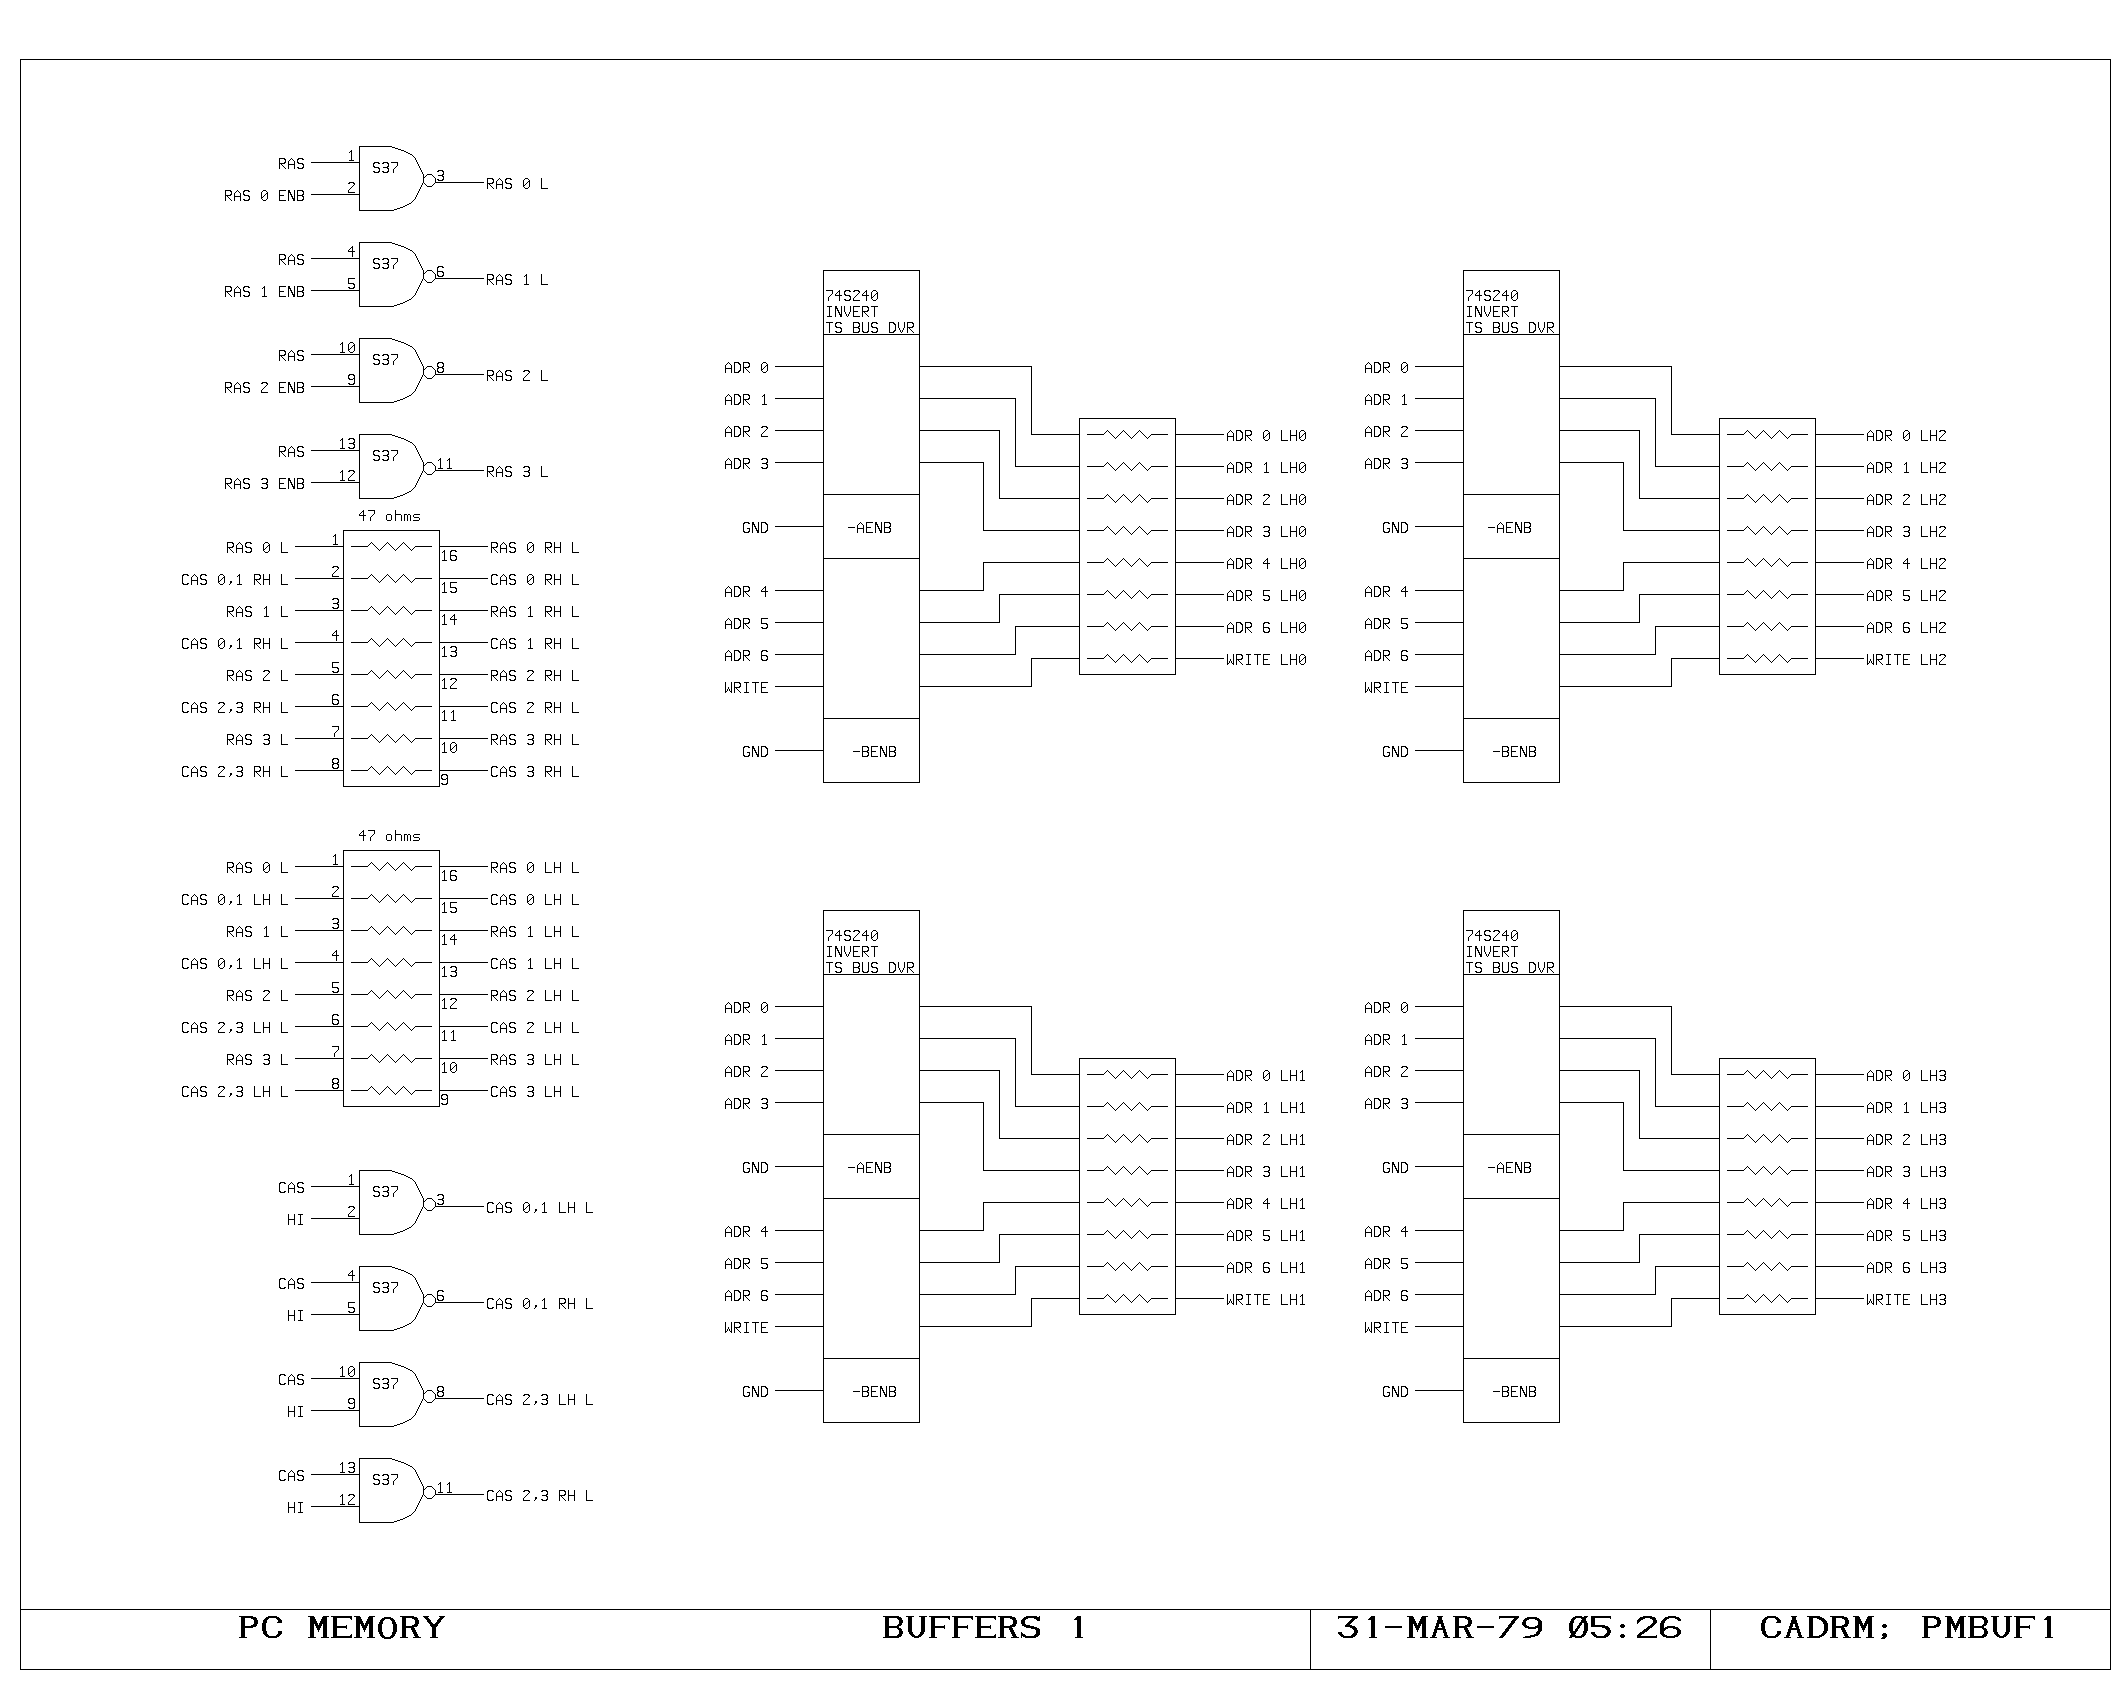 RAS 1 S37
RAS 0 ENB 2 3 RAS 0 L
RAS 4 S37
RAS 1 ENB 5 6 RAS 1 L
RAS 10 S37
RAS 2 ENB 9 8 RAS 2 L
RAS 13 S37
RAS 3 ENB 12 11 RAS 3 L
47 ohms
RAS 0 L 1 16 RAS 0 RH L
CAS 0,1 RH L 2 15 CAS 0 RH L
RAS 1 L 3 14 RAS 1 RH L
CAS 0,1 RH L 4 13 CAS 1 RH L
RAS 2 L 5 12 RAS 2 RH L
CAS 2,3 RH L 6 11 CAS 2 RH L
RAS 3 L 7 10 RAS 3 RH L
CAS 2,3 RH L 8 9 CAS 3 RH L
47 ohms
RAS 0 L 1 16 RAS 0 LH L
CAS 0,1 LH L 2 15 CAS 0 LH L
RAS 1 L 3 14 RAS 1 LH L
CAS 0,1 LH L 4 13 CAS 1 LH L
RAS 2 L 5 12 RAS 2 LH L
CAS 2,3 LH L 6 11 CAS 2 LH L
RAS 3 L 7 10 RAS 3 LH L
CAS 2,3 LH L 8 9 CAS 3 LH L
CAS 1 S37
HI 2 3 CAS 0,1 LH L
CAS 4 S37
HI 5 6 CAS 0,1 RH L
CAS 10 S37
HI 9 8 CAS 2,3 LH L
CAS 13 S37
HI 12 11 CAS 2,3 RH L
74S240
INVERT
TS BUS DVR
ADR 0
ADR 1
ADR 2
ADR 3
GND -AENB
ADR 4
ADR 5
ADR 6
WRITE
GND -BENB
ADR 0 LH0
ADR 1 LH0
ADR 2 LH0
ADR 3 LH0
ADR 4 LH0
ADR 5 LH0
ADR 6 LH0
WRITE LH0
74S240
INVERT
TS BUS DVR
ADR 0
ADR 1
ADR 2
ADR 3
GND -AENB
ADR 4
ADR 5
ADR 6
WRITE
GND -BENB
ADR 0 LH2
ADR 1 LH2
ADR 2 LH2
ADR 3 LH2
ADR 4 LH2
ADR 5 LH2
ADR 6 LH2
WRITE LH2
74S240
INVERT
TS BUS DVR
ADR 0
ADR 1
ADR 2
ADR 3
GND -AENB
ADR 4
ADR 5
ADR 6
WRITE
GND -BENB
ADR 0 LH1
ADR 1 LH1
ADR 2 LH1
ADR 3 LH1
ADR 4 LH1
ADR 5 LH1
ADR 6 LH1
WRITE LH1
74S240
INVERT
TS BUS DVR
ADR 0
ADR 1
ADR 2
ADR 3
GND -AENB
ADR 4
ADR 5
ADR 6
WRITE
GND -BENB
ADR 0 LH3
ADR 1 LH3
ADR 2 LH3
ADR 3 LH3
ADR 4 LH3
ADR 5 LH3
ADR 6 LH3
WRITE LH3
PC MEMORY BUFFERS 1 31-MAR-79 05:26 CADRM; PMBUF1